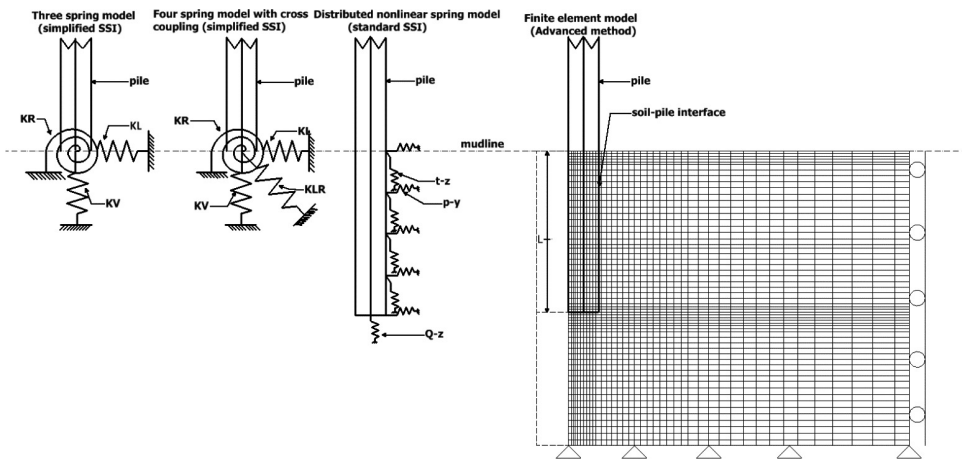 Three spring model
(simplified SSI)
Four spring model with cross
coupling (simplified SSI)
Distributed nonlinear spring model
(standard SSI)
Finite element model
(Advanced method)
pile
KR
KL
KV
pile
KR
KL
KLR
KV
pile
mudline
t-z
p-y
Q-z
pile
soil-pile interface
L